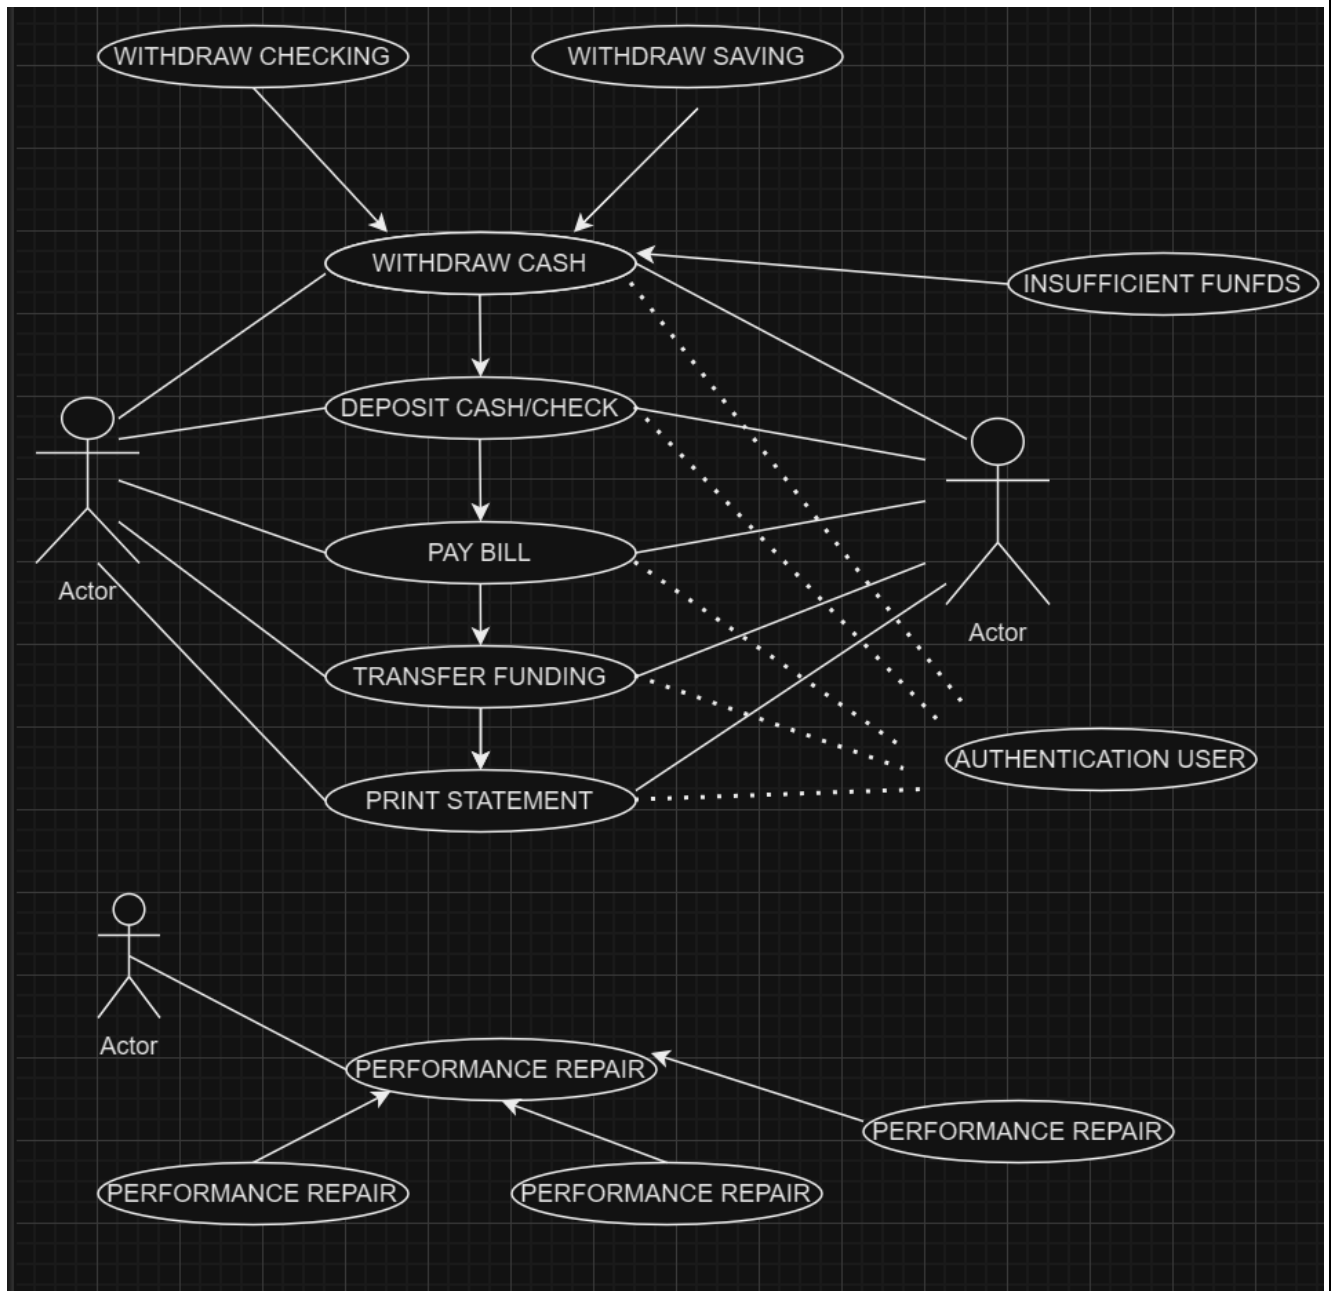 WITHDRAW CHECKING
WITHDRAW SAVING
WITHDRAW CASH
INSUFFICIENT FUNFDS
DEPOSIT CASH/CHECK
PAY BILL
Actor
Actor
TRANSFER FUNDING
AUTHENTICATION USER
PRINT STATEMENT
Actor
PERFORMANCE REPAIR
PERFORMANCE REPAIR
PERFORMANCE REPAIR
PERFORMANCE REPAIR